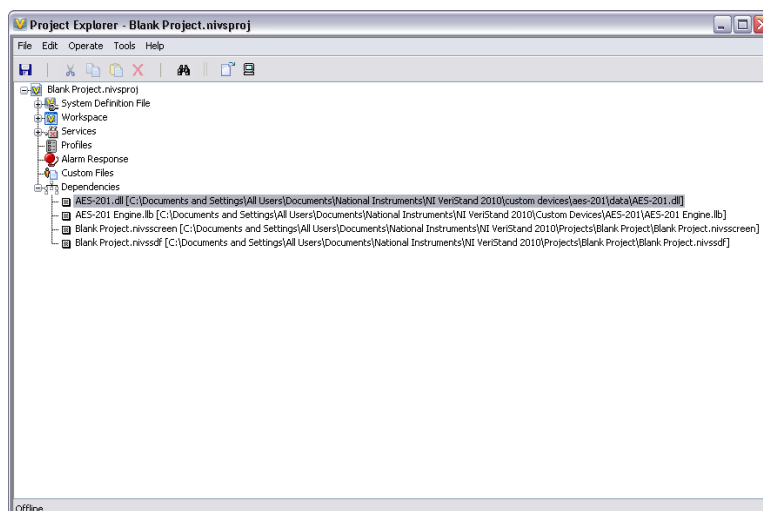 Project Explorer - Blank Project.nivsproj
File Edit Operate Tools Help
Blank Project.nivsproj
System Definition File
Workspace
Services
Profiles
Alarm Response
Custom Files
Dependencies
AES-201.dll [C:\Documents and Settings\All Users\Documents\National Instruments\NI VeriStand 2010\custom devices\aes-201\data\AES-201.dll]
AES-201 Engine.llb [C:\Documents and Settings\All Users\Documents\National Instruments\NI VeriStand 2010\Custom Devices\AES-201\AES-201 Engine.llb]
Blank Project.nivsscreen [C:\Documents and Settings\All Users\Documents\National Instruments\NI VeriStand 2010\Projects\Blank Project\Blank Project.nivsscreen]
Blank Project.nivssdf [C:\Documents and Settings\All Users\Documents\National Instruments\NI VeriStand 2010\Projects\Blank Project\Blank Project.nivssdf]
Offline